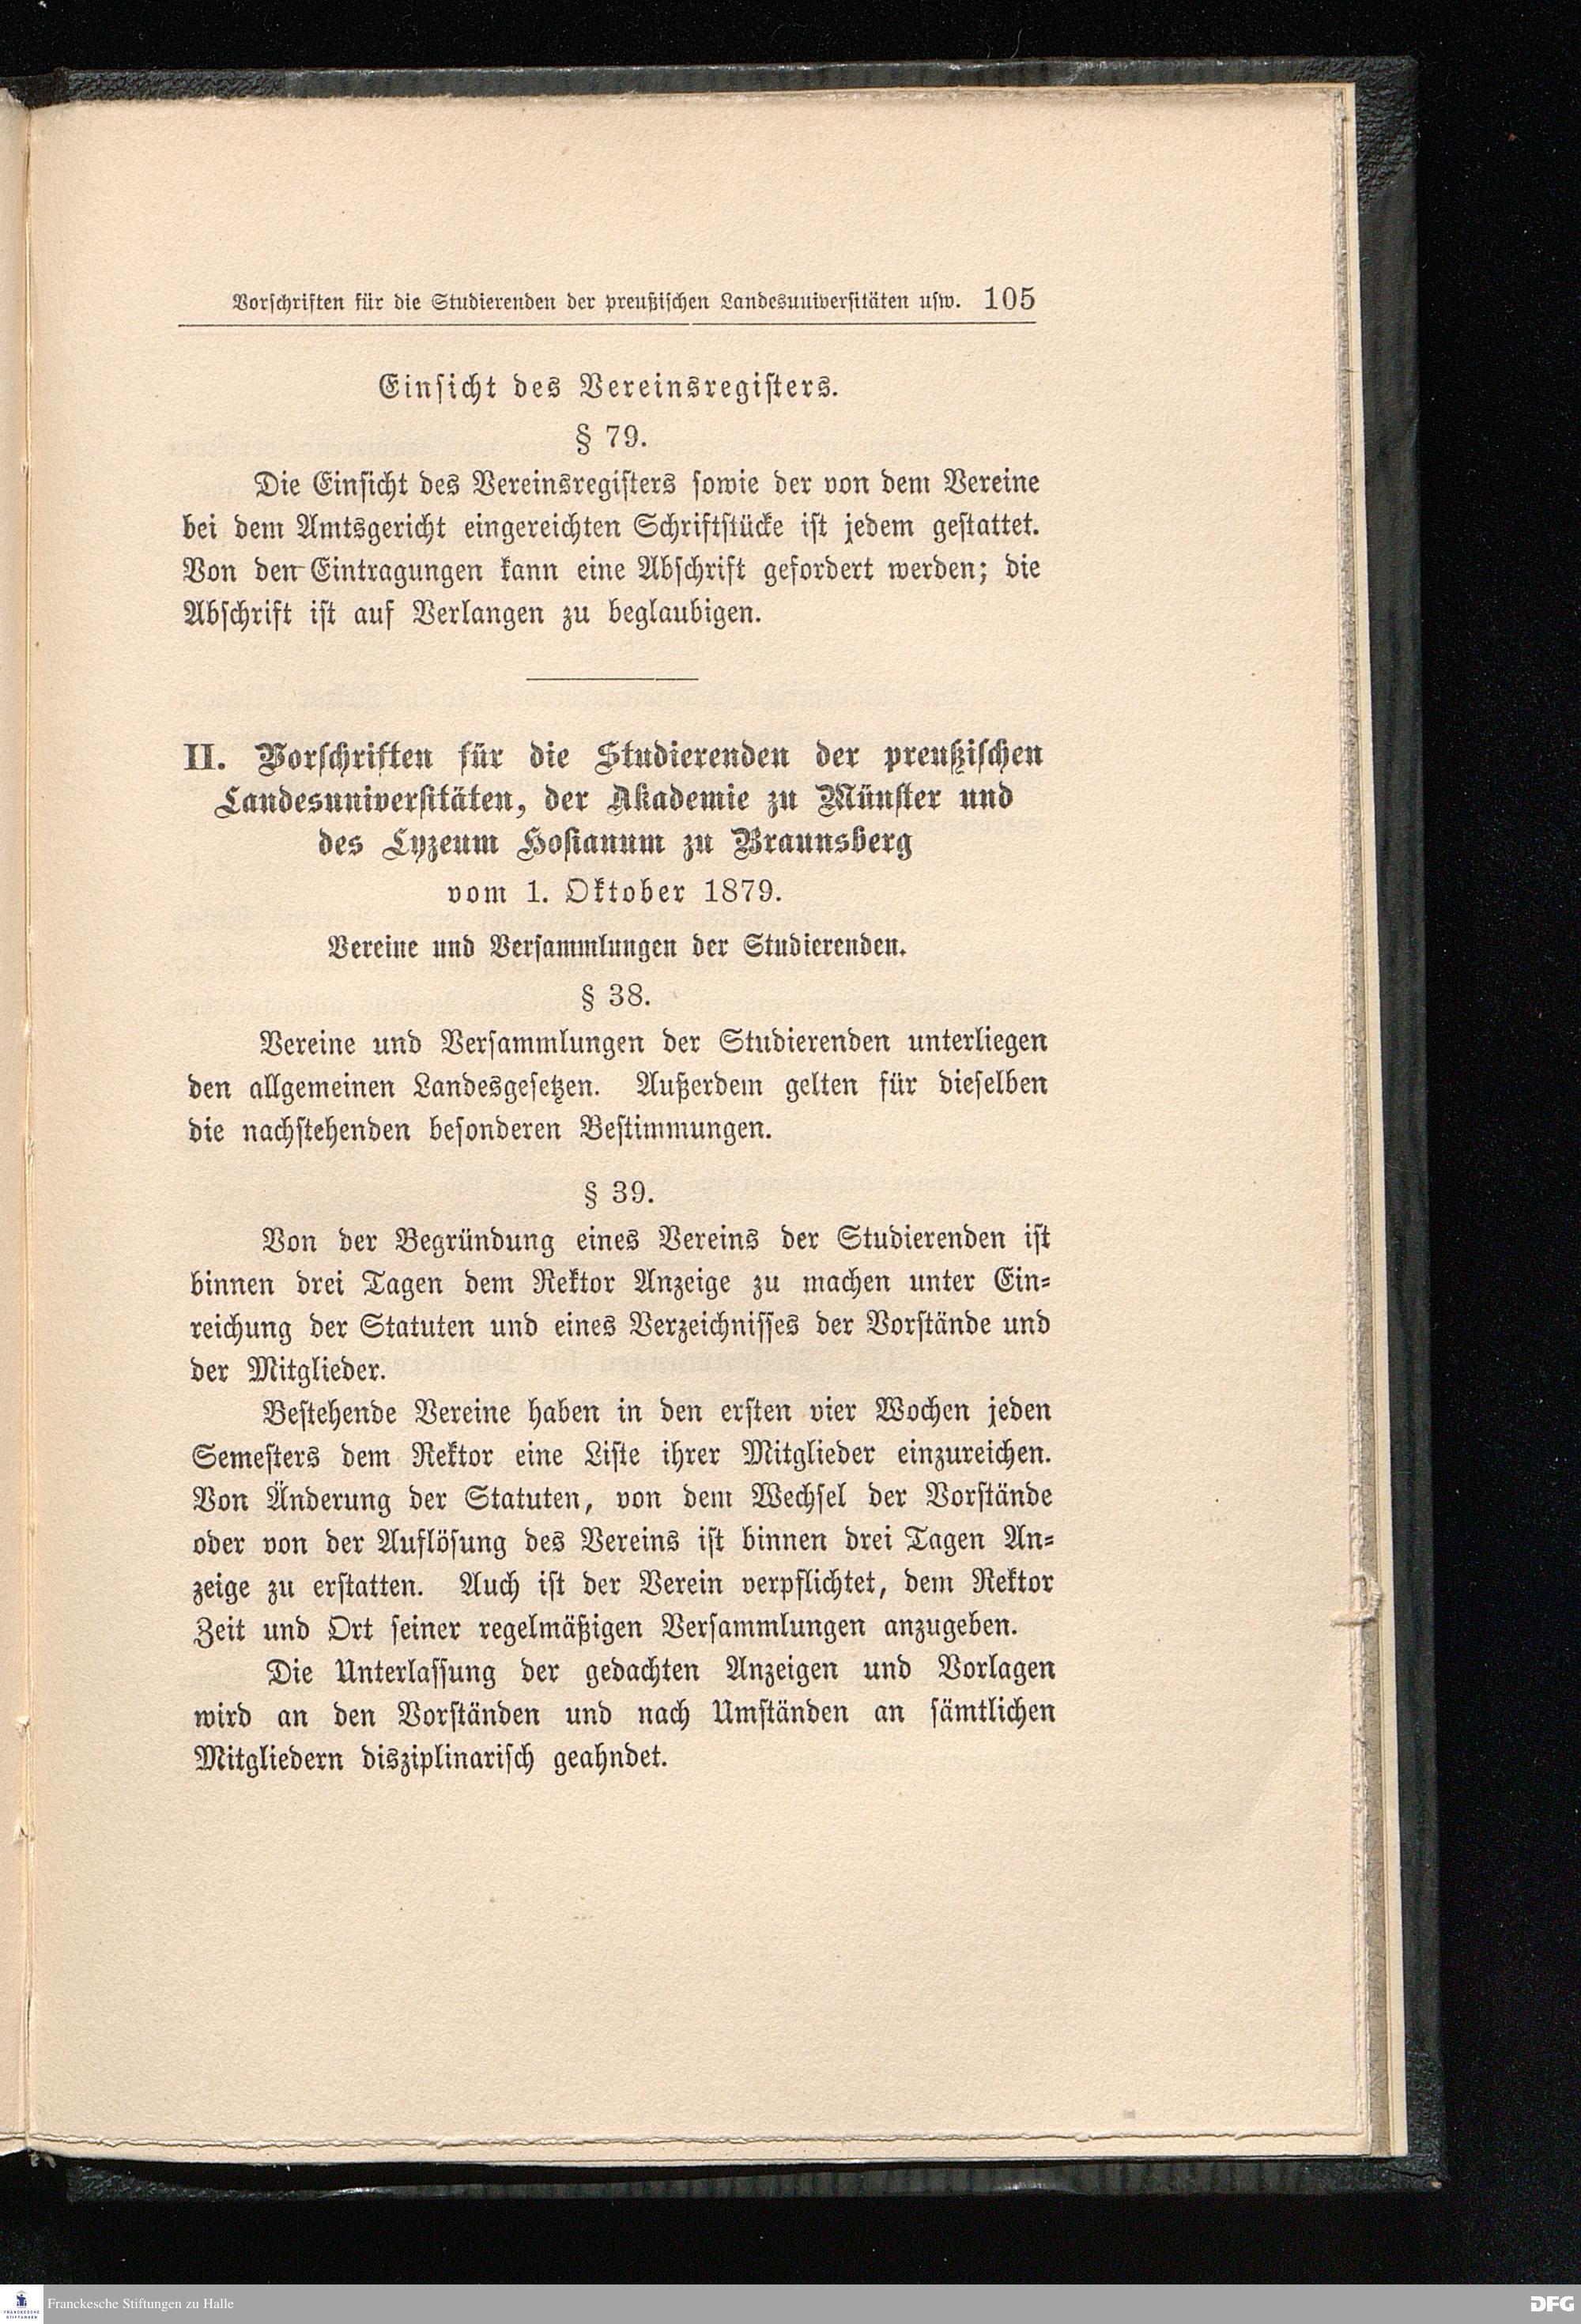 Vorschriften für die Studierenden der preußischen Landesuniversitäten usw. 105
Einsicht des Vereinsregisters.
§ 79.
Die Einsicht des Vereinsregisters sowie der von dem Vereine
bei dem Amtsgericht eingereichten Schriftstücke ist jedem gestattet.
Von den Eintragungen kann eine Abschrift gefordert werden; die
Abschrift ist auf Verlangen zu beglaubigen.
II. Vorschriften für die Studierenden der preußischen
Landesuniversitäten, der Akademie zu Münster und
des Lyzeum Hosianum zu Braunsberg
vom 1. Oktober 1879.
Vereine und Versammlungen der Studierenden.
§ 38.
Vereine und Versammlungen der Studierenden unterliegen
den allgemeinen Landesgesetzen. Außerdem gelten für dieselben
die nachstehenden besonderen Bestimmungen.
§ 39.
Von der Begründung eines Vereins der Studierenden ist
binnen drei Tagen dem Rektor Anzeige zu machen unter Ein-
reichung der Statuten und eines Verzeichnisses der Vorstände und
der Mitglieder.
Bestehende Vereine haben in den ersten vier Wochen jeden
Semesters dem Rektor eine Liste ihrer Mitglieder einzureichen.
Von Änderung der Statuten, von dem Wechsel der Vorstände
oder von der Auflösung des Vereins ist binnen drei Tagen An-
zeige zu erstatten. Auch ist der Verein verpflichtet, dem Rektor
Zeit und Ort seiner regelmäßigen Versammlungen anzugeben.
Die Unterlassung der gedachten Anzeigen und Vorlagen
wird an den Vorständen und nach Umständen an sämtlichen
Mitgliedern disziplinarisch geahndet.
FRANCKESCHE
STIFTUNGEN
Franckesche Stiftungen zu Halle
DFG